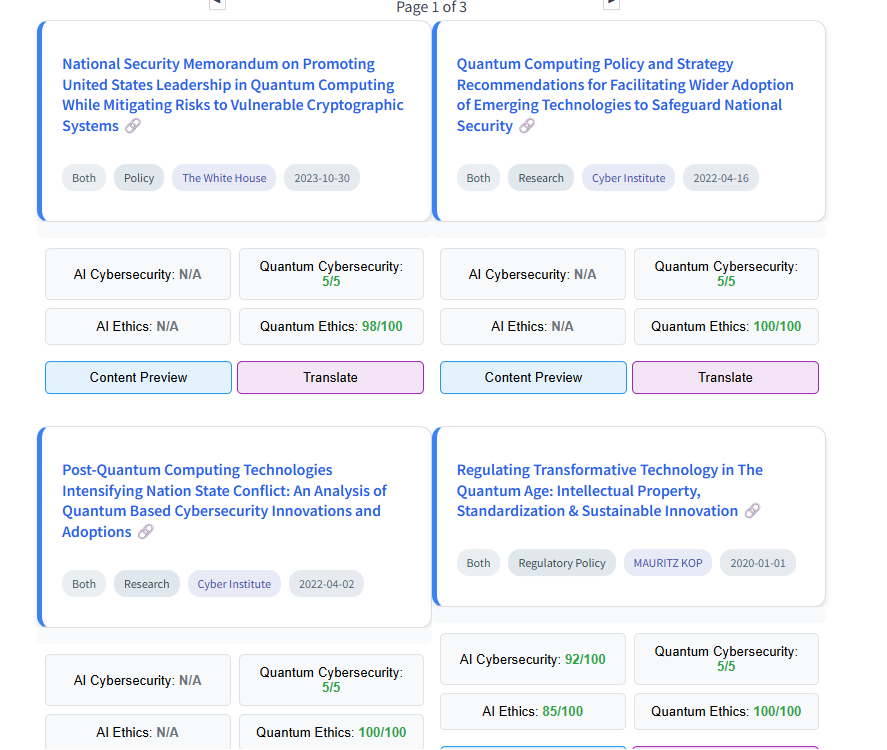 Page 1 of 3
National Security Memorandum on Promoting
United States Leadership in Quantum Computing
While Mitigating Risks to Vulnerable Cryptographic
Systems
Both
Policy
The White House
2023-10-30
Quantum Computing Policy and Strategy
Recommendations for Facilitating Wider Adoption
of Emerging Technologies to Safeguard National
Security
Both
Research
Cyber Institute
2022-04-16
AI Cybersecurity: N/A
Quantum Cybersecurity:
5/5
AI Ethics: N/A
Quantum Ethics: 98/100
Content Preview
Translate
AI Cybersecurity: N/A
Quantum Cybersecurity:
5/5
AI Ethics: N/A
Quantum Ethics: 100/100
Content Preview
Translate
Post-Quantum Computing Technologies
Intensifying Nation State Conflict: An Analysis of
Quantum Based Cybersecurity Innovations and
Adoptions
Both
Research
Cyber Institute
2022-04-02
Regulating Transformative Technology in The
Quantum Age: Intellectual Property,
Standardization & Sustainable Innovation
Both
Regulatory Policy
MAURITZ KOP
2020-01-01
AI Cybersecurity: N/A
Quantum Cybersecurity:
5/5
AI Ethics: N/A
Quantum Ethics: 100/100
AI Cybersecurity: 92/100
Quantum Cybersecurity:
5/5
AI Ethics: 85/100
Quantum Ethics: 100/100